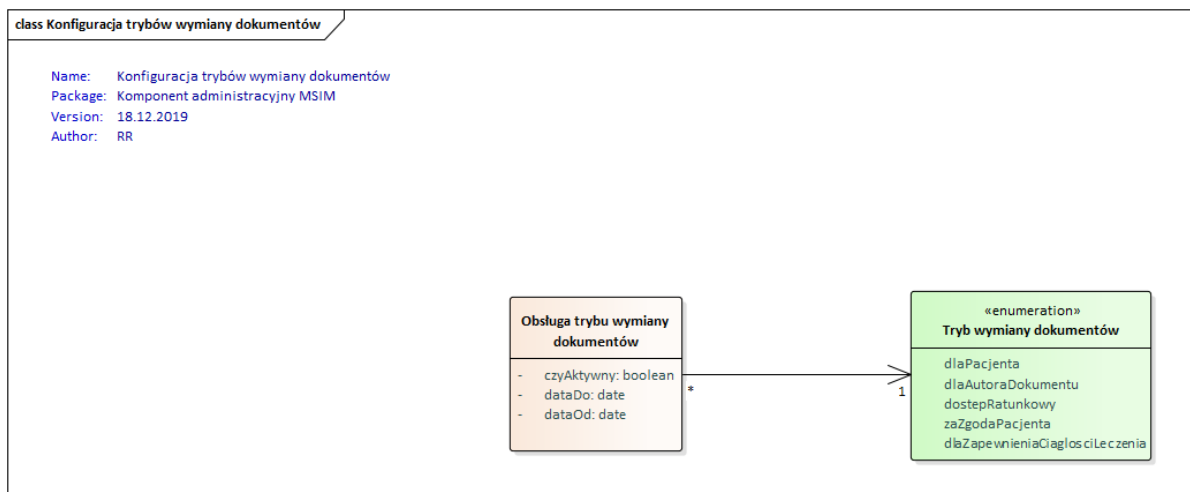 class Konfiguracja trybów wymiany dokumentów
Name: Konfiguracja trybów wymiany dokumentów
Package: Komponent administracyjny MSIM
Version: 18.12.2019
Author: RR
Obsługa trybu wymiany
dokumentów
- czyAktywny: boolean
- dataDo: date
- dataOd: date
*
1
«enumeration»
Tryb wymiany dokumentów
dlaPacjenta
dlaAutoraDokumentu
dostepRatunkowy
zaZgodaPacjenta
dlaZapewnieniaCiaglosciLeczenia